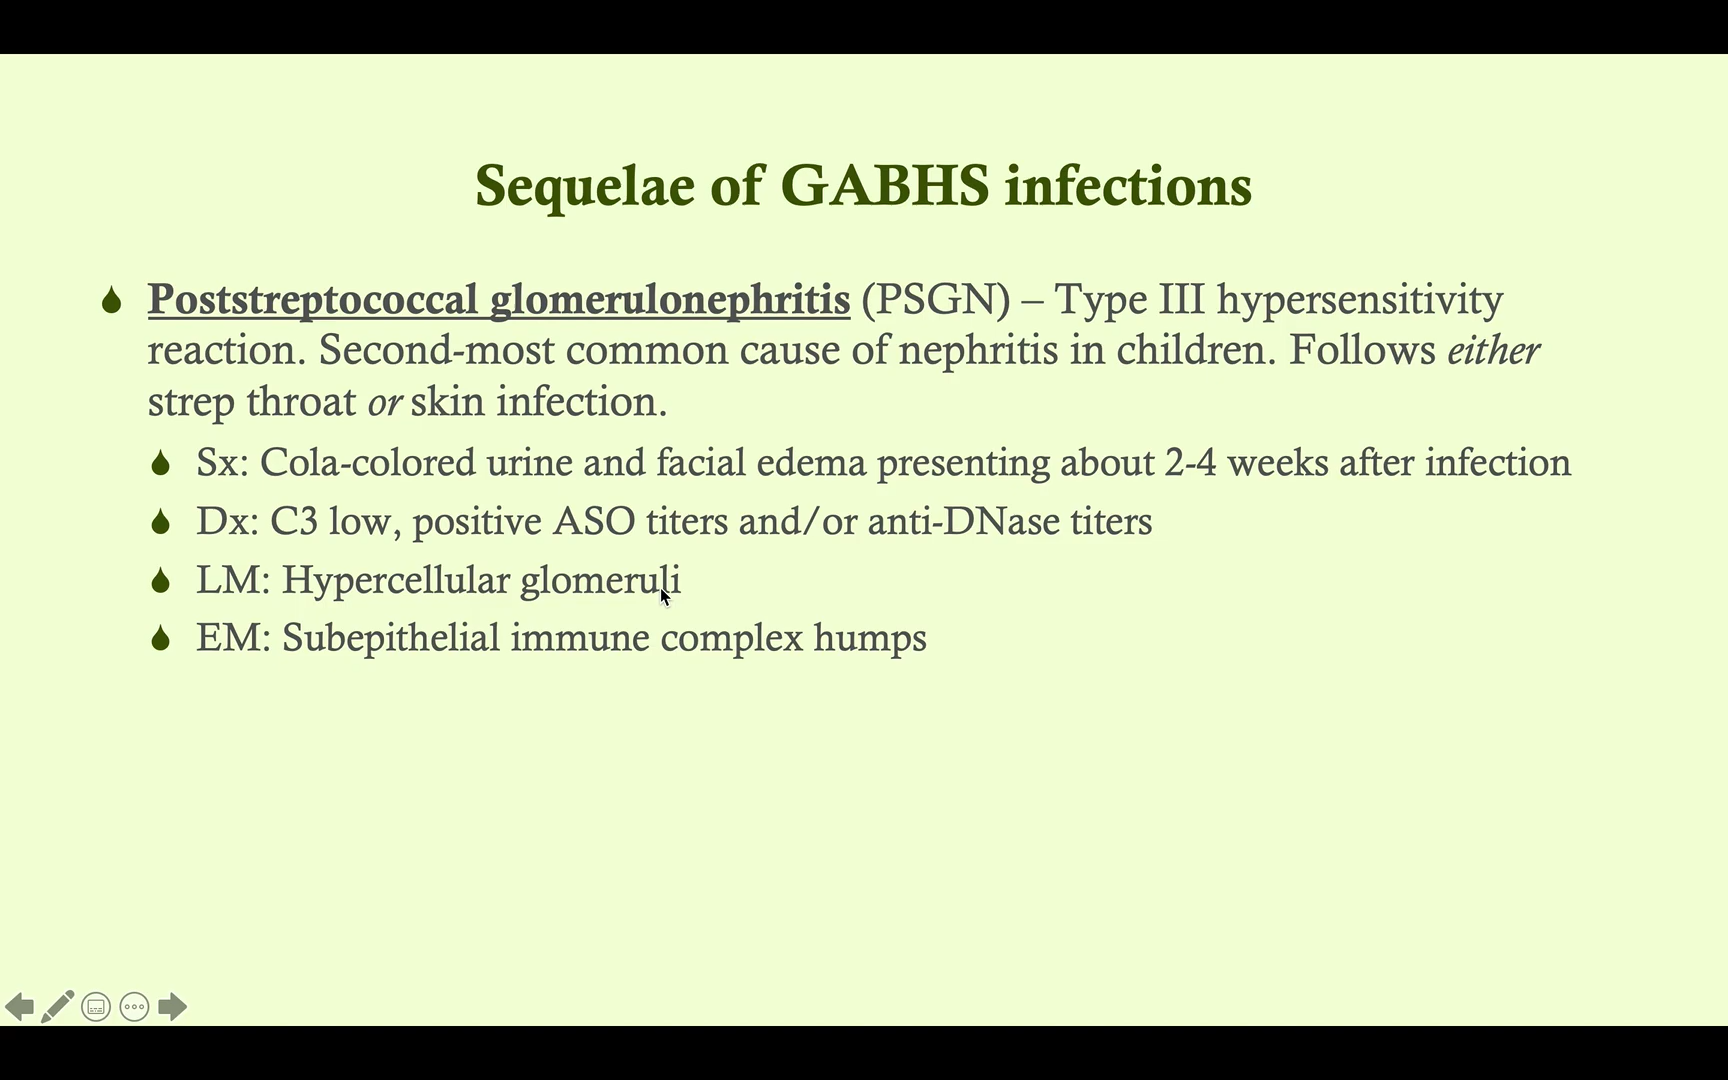 Sequelae of GABHS infections
Poststreptococcal glomerulonephritis (PSGN) – Type III hypersensitivity
reaction. Second-most common cause of nephritis in children. Follows either
strep throat or skin infection.
Sx: Cola-colored urine and facial edema presenting about 2-4 weeks after infection
Dx: C3 low, positive ASO titers and/or anti-DNase titers
LM: Hypercellular glomeruli
EM: Subepithelial immune complex humps